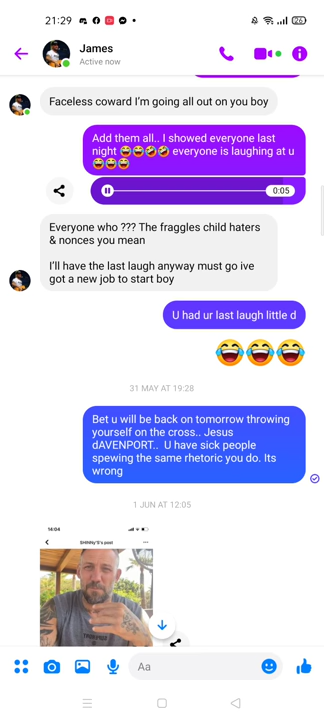 21:29
James
Active now
Faceless coward I'm going all out on you boy
Add them all.. I showed everyone last
night 😂😂🤣🤣 everyone is laughing at u
😂😂😂
0:05
Everyone who ??? The fraggles child haters
& nonces you mean
I'll have the last laugh anyway must go ive
got a new job to start boy
U had ur last laugh little d
😂😂😂
31 MAY AT 19:28
Bet u will be back on tomorrow throwing
yourself on the cross.. Jesus
dAVENPORT.. U have sick people
spewing the same rhetoric you do. Its
wrong
1 JUN AT 12:05
14:04
SHINNy'S's post
Aa